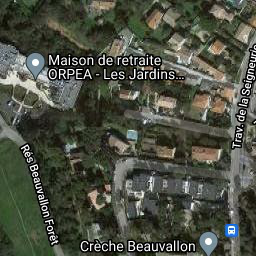 Maison de retraite
ORPEA - Les Jardins...
Trav. de la Seigneurie
Rés Beauvallon Forêt
Crèche Beauvallon